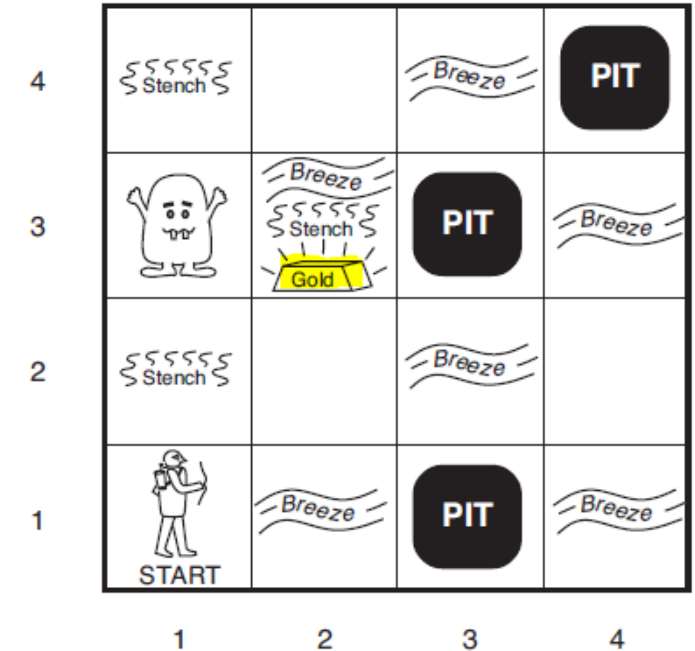 4 Stench Breeze PIT
Breeze
3 Stench PIT Breeze
Gold
2 Stench Breeze
1 Breeze PIT Breeze
START
1 2 3 4